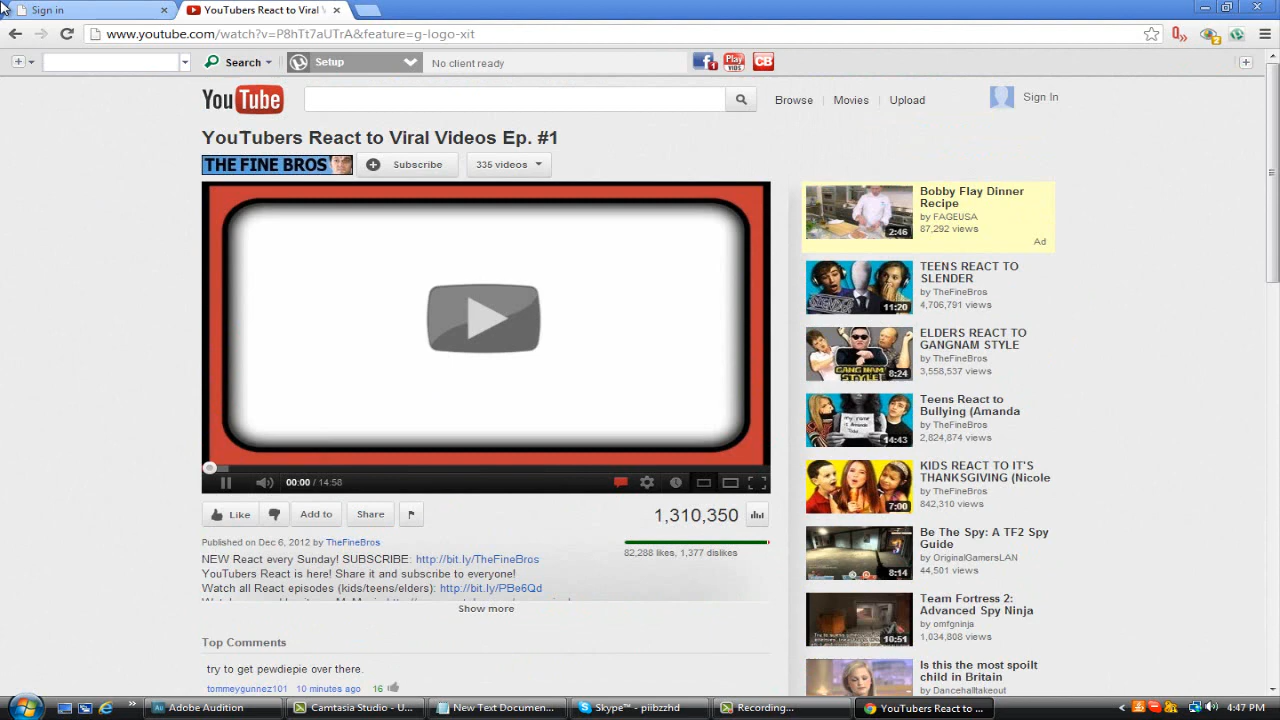 Sign in
YouTubers React to Viral V
www.youtube.com/watch?v=P8hTt7aUTrA&feature=g-logo-xit
Search
Setup
No client ready
1
Play
VIDS
CB
YouTube
Browse
Movies
Upload
Sign In
YouTubers React to Viral Videos Ep. #1
THE FINE BROS
Subscribe
335 videos
00:00 / 14:58
Like
Add to
Share
1,310,350
Published on Dec 6, 2012 by TheFineBros
82,288 likes, 1,377 dislikes
NEW React every Sunday! SUBSCRIBE: http://bit.ly/TheFineBros
YouTubers React is here! Share it and subscribe to everyone!
Watch all React episodes (kids/teens/elders): http://bit.ly/PBe6Qd
Show more
Top Comments
try to get pewdiepie over there.
tommeygunnez101 10 minutes ago 16
2:46
Bobby Flay Dinner
Recipe
by FAGEUSA
87,292 views
Ad
SLENDER
11:20
TEENS REACT TO
SLENDER
by TheFineBros
4,706,791 views
GANGNAM
STYLE
8:24
ELDERS REACT TO
GANGNAM STYLE
by TheFineBros
3,558,537 views
14:43
Teens React to
Bullying (Amanda
by TheFineBros
2,824,874 views
7:00
KIDS REACT TO IT'S
THANKSGIVING (Nicole
by TheFineBros
842,310 views
8:14
Be The Spy: A TF2 Spy
Guide
by OriginalGamersLAN
44,501 views
10:51
Team Fortress 2:
Advanced Spy Ninja
by omfgninja
1,034,808 views
Is this the most spoilt
child in Britain
by Dancehalltakeout
Adobe Audition
Camtasia Studio - U...
New Text Documen...
Skype™ - piibzzhd
Recording...
YouTubers React to ...
4:47 PM